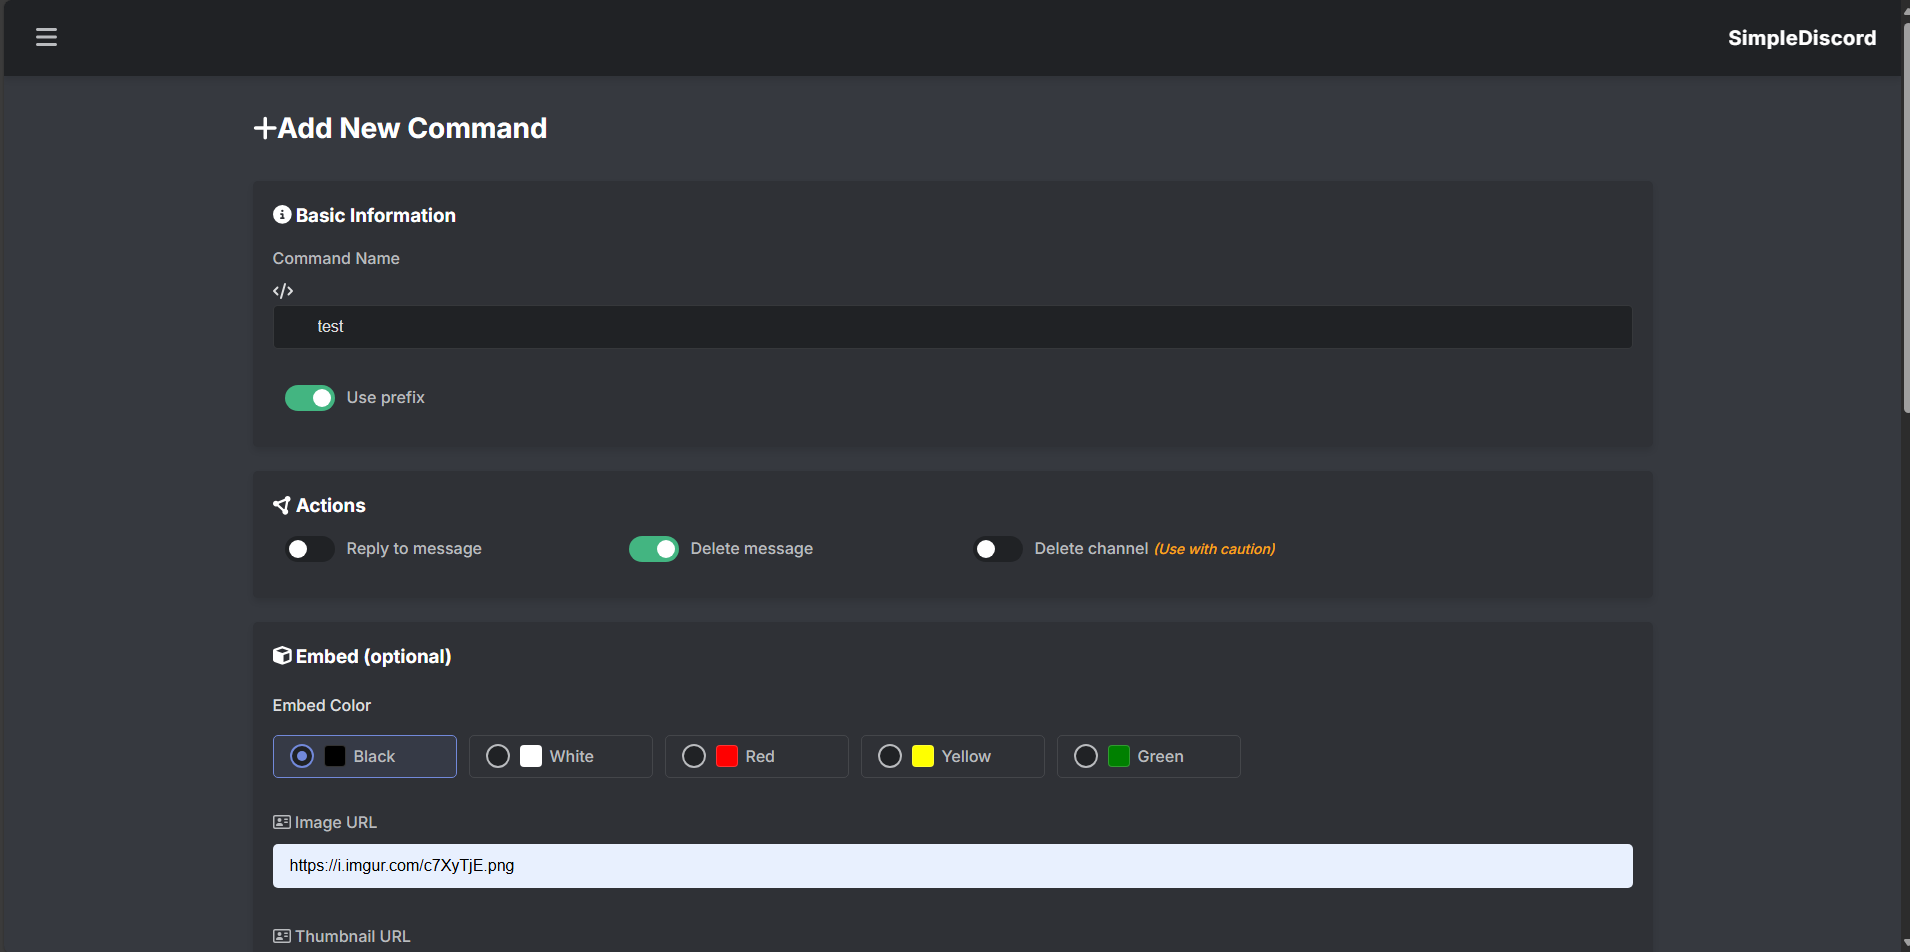 SimpleDiscord
Add New Command
Basic Information
Command Name
</>
test
Use prefix
Actions
Reply to message
Delete message
Delete channel (Use with caution)
Embed (optional)
Embed Color
Black
White
Red
Yellow
Green
Image URL
https://i.imgur.com/c7XyTjE.png
Thumbnail URL